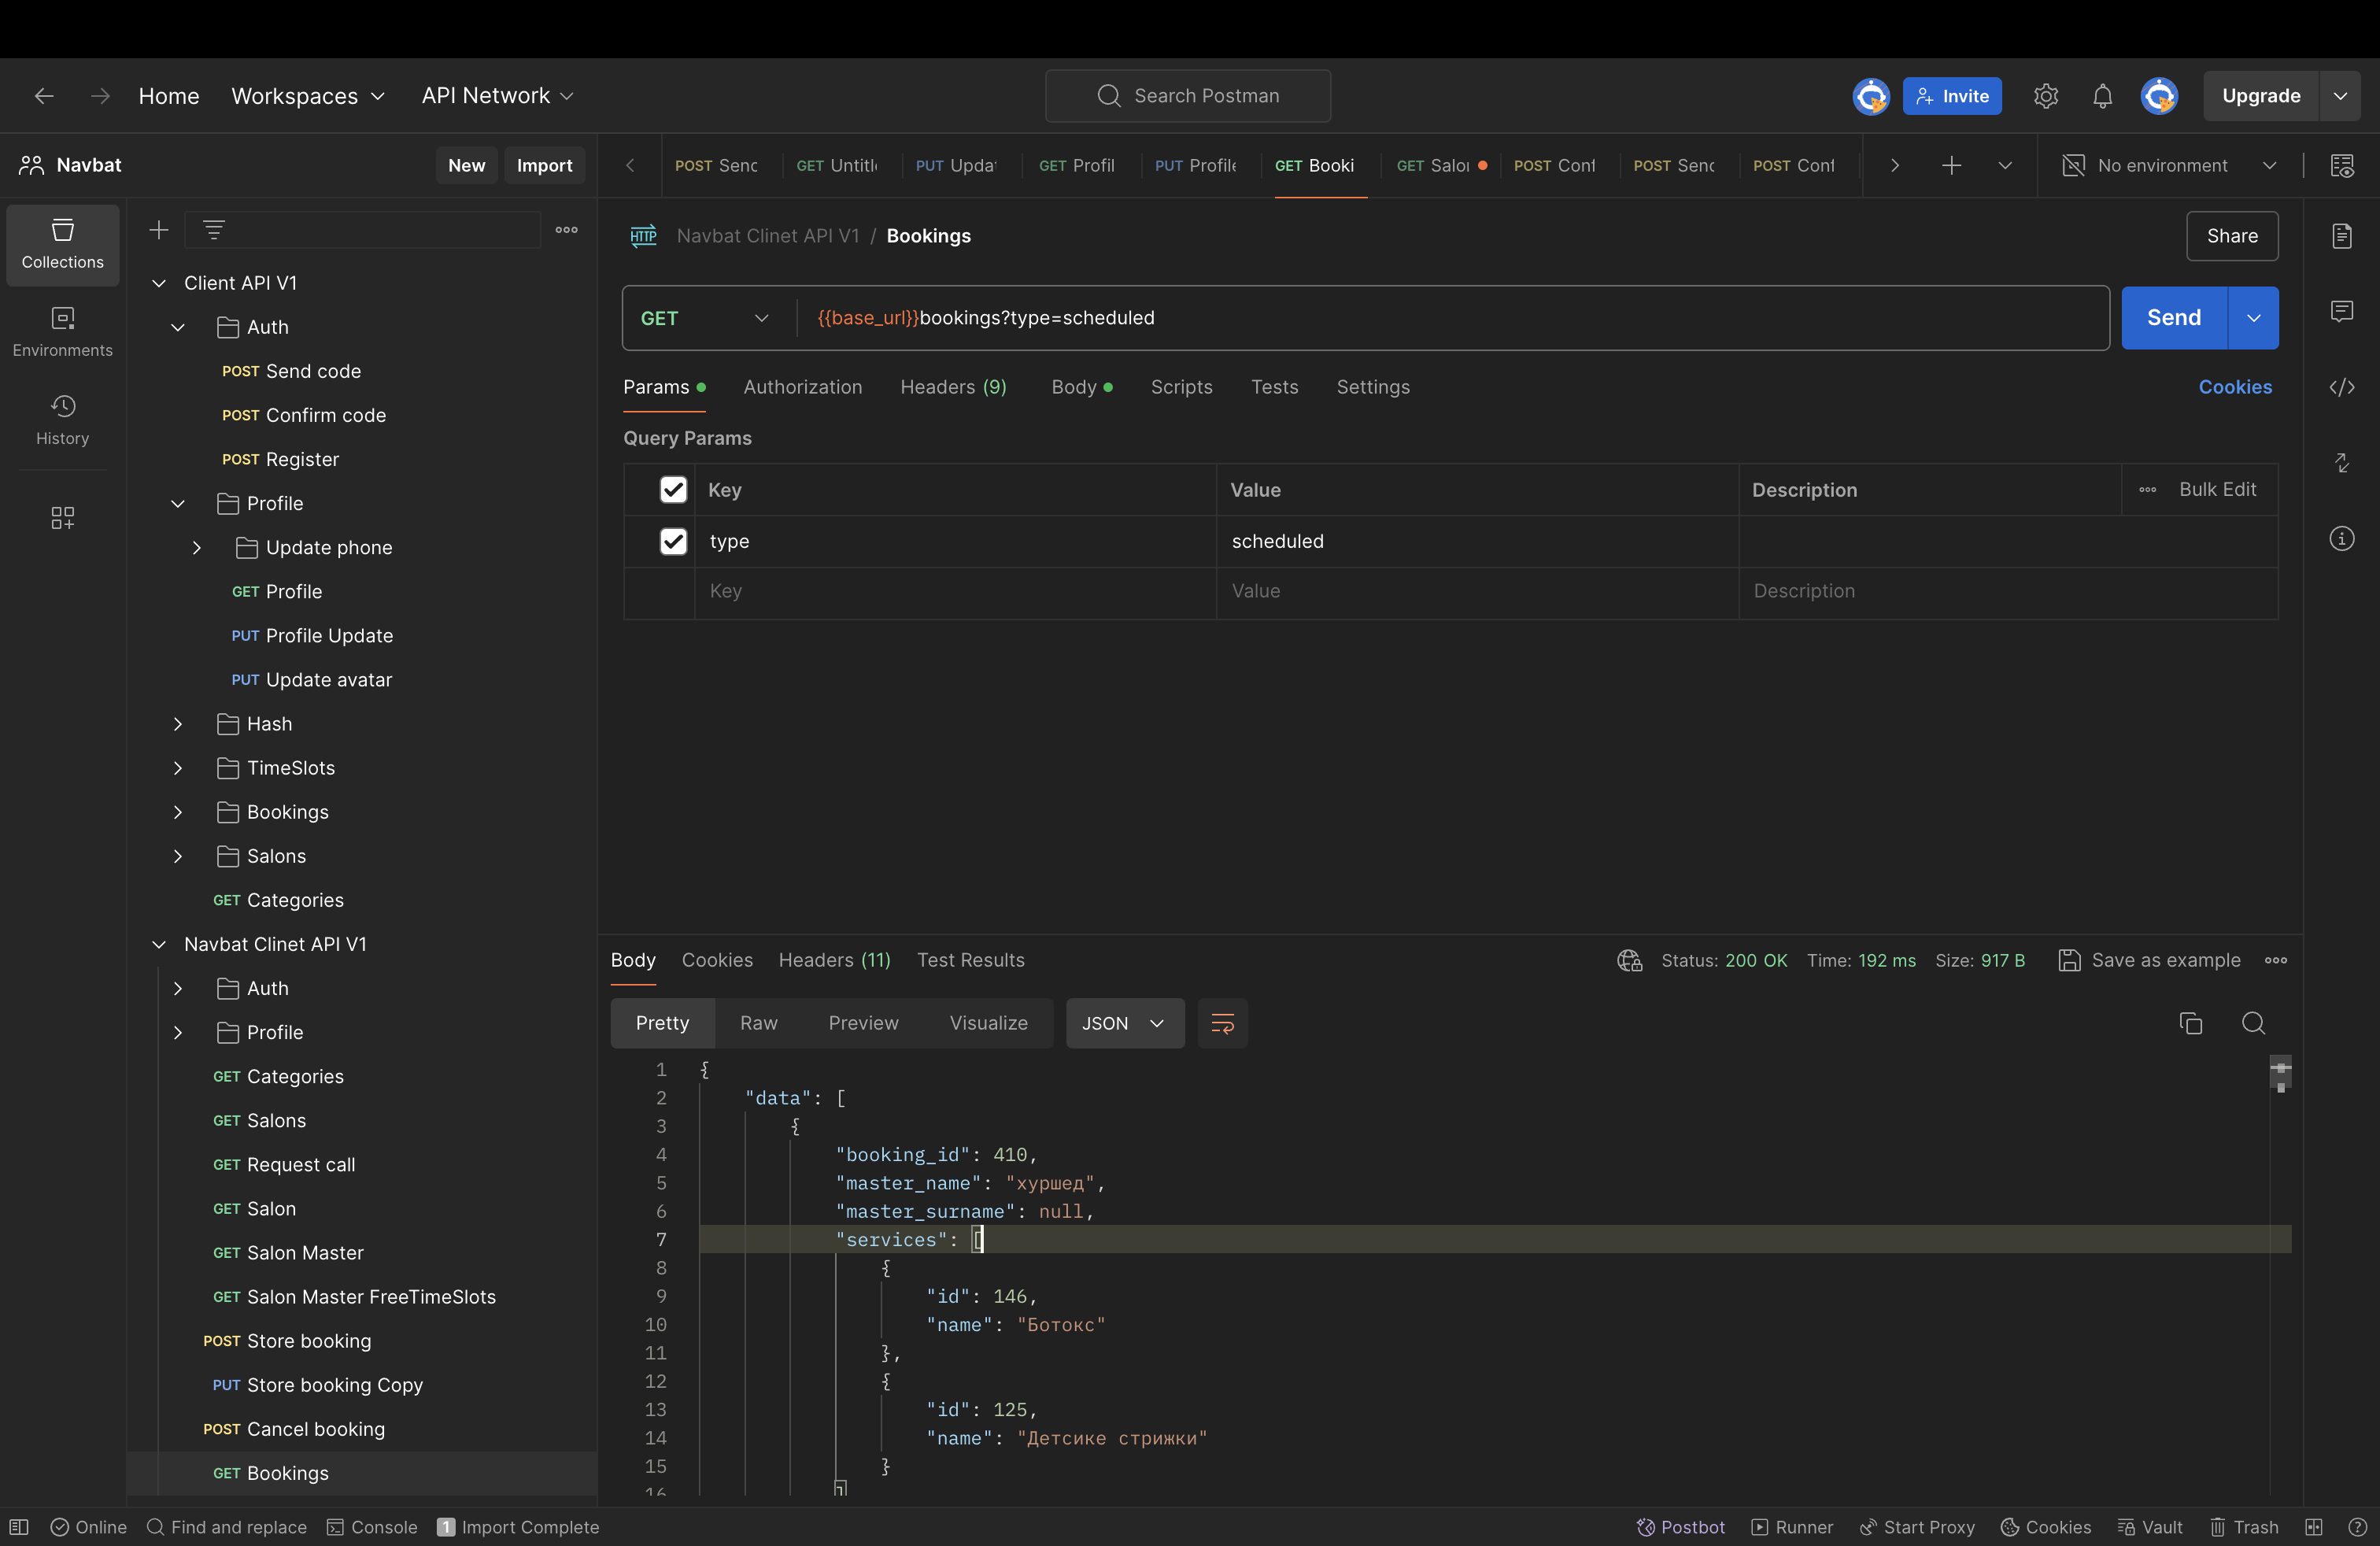 Home Workspaces API Network Search Postman Invite Upgrade
Navbat New Import
POST Senc GET Untitl PUT Upda GET Profil PUT Profile GET Booki GET Salo POST Conf POST Senc POST Conf No environment
Collections
Environments
History
Client API V1
Auth
POST Send code
POST Confirm code
POST Register
Profile
Update phone
GET Profile
PUT Profile Update
PUT Update avatar
Hash
TimeSlots
Bookings
Salons
GET Categories
Navbat Clinet API V1
Auth
Profile
GET Categories
GET Salons
GET Request call
GET Salon
GET Salon Master
GET Salon Master FreeTimeSlots
POST Store booking
PUT Store booking Copy
POST Cancel booking
GET Bookings
HTTP Navbat Clinet API V1 / Bookings Share
GET {{base_url}}bookings?type=scheduled Send
Params Authorization Headers (9) Body Scripts Tests Settings Cookies
Query Params
Key Value Description Bulk Edit
type scheduled
Key Value Description
Body Cookies Headers (11) Test Results Status: 200 OK Time: 192 ms Size: 917 B Save as example
Pretty Raw Preview Visualize JSON
1 {
2 "data": [
3 {
4 "booking_id": 410,
5 "master_name": "хуршед",
6 "master_surname": null,
7 "services": [
8 {
9 "id": 146,
10 "name": "Ботокс"
11 },
12 {
13 "id": 125,
14 "name": "Детсике стрижки"
15 }
16 ]
Online Find and replace Console 1 Import Complete Postbot Runner Start Proxy Cookies Vault Trash